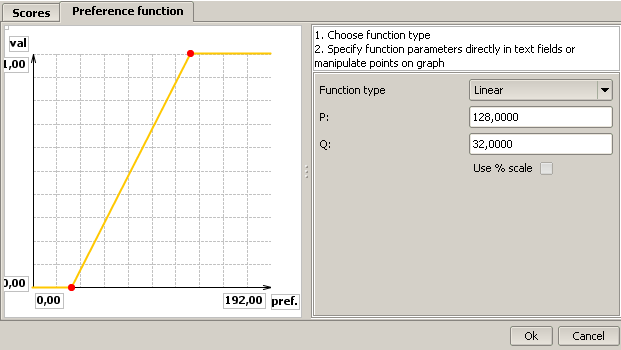 Scores
Preference function
val
1,00
0,00
0,00
192,00
pref.
1. Choose function type
2. Specify function parameters directly in text fields or
manipulate points on graph
Function type
Linear
P:
128,0000
Q:
32,0000
Use % scale
Ok
Cancel